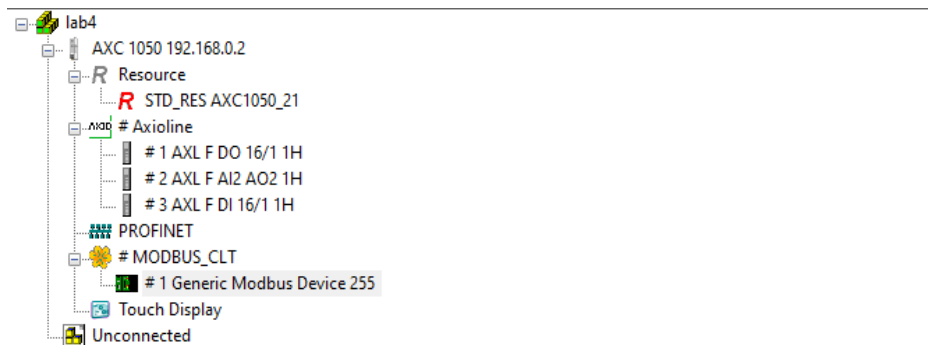 lab4
AXC 1050 192.168.0.2
R Resource
R STD_RES AXC1050_21
AXIO # Axioline
# 1 AXL F DO 16/1 1H
# 2 AXL F AI2 AO2 1H
# 3 AXL F DI 16/1 1H
PROFINET
# MODBUS_CLT
# 1 Generic Modbus Device 255
Touch Display
Unconnected